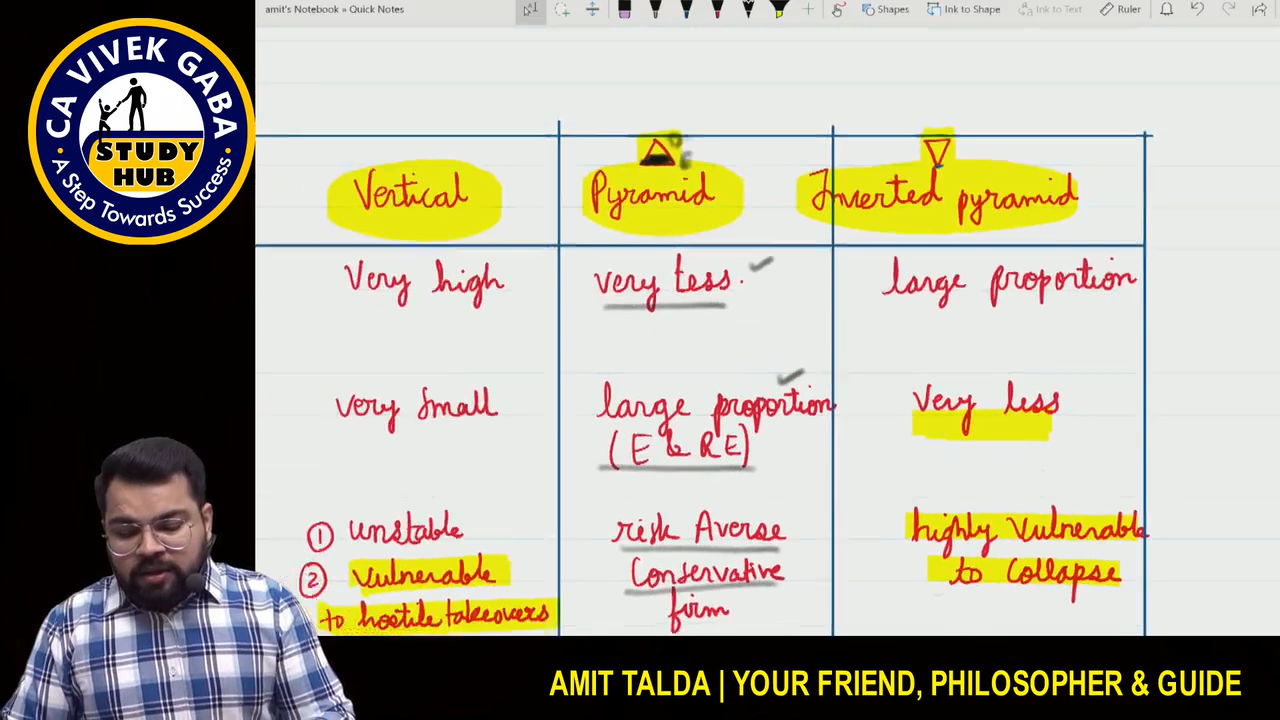 amit's Notebook » Quick Notes
Shapes
Ink to Shape
Ink to Text
Ruler
CA VIVEK GABA
STUDY
HUB
· A Step Towards Success ·
Vertical
Pyramid
Inverted pyramid
Very high
very less.
large proportion
very small
large proportion
(E & RE)
Very less
① unstable
② Vulnerable
to hostile takeovers
risk Averse
Conservative
firm
highly Vulnerable
to Collapse
AMIT TALDA | YOUR FRIEND, PHILOSOPHER & GUIDE